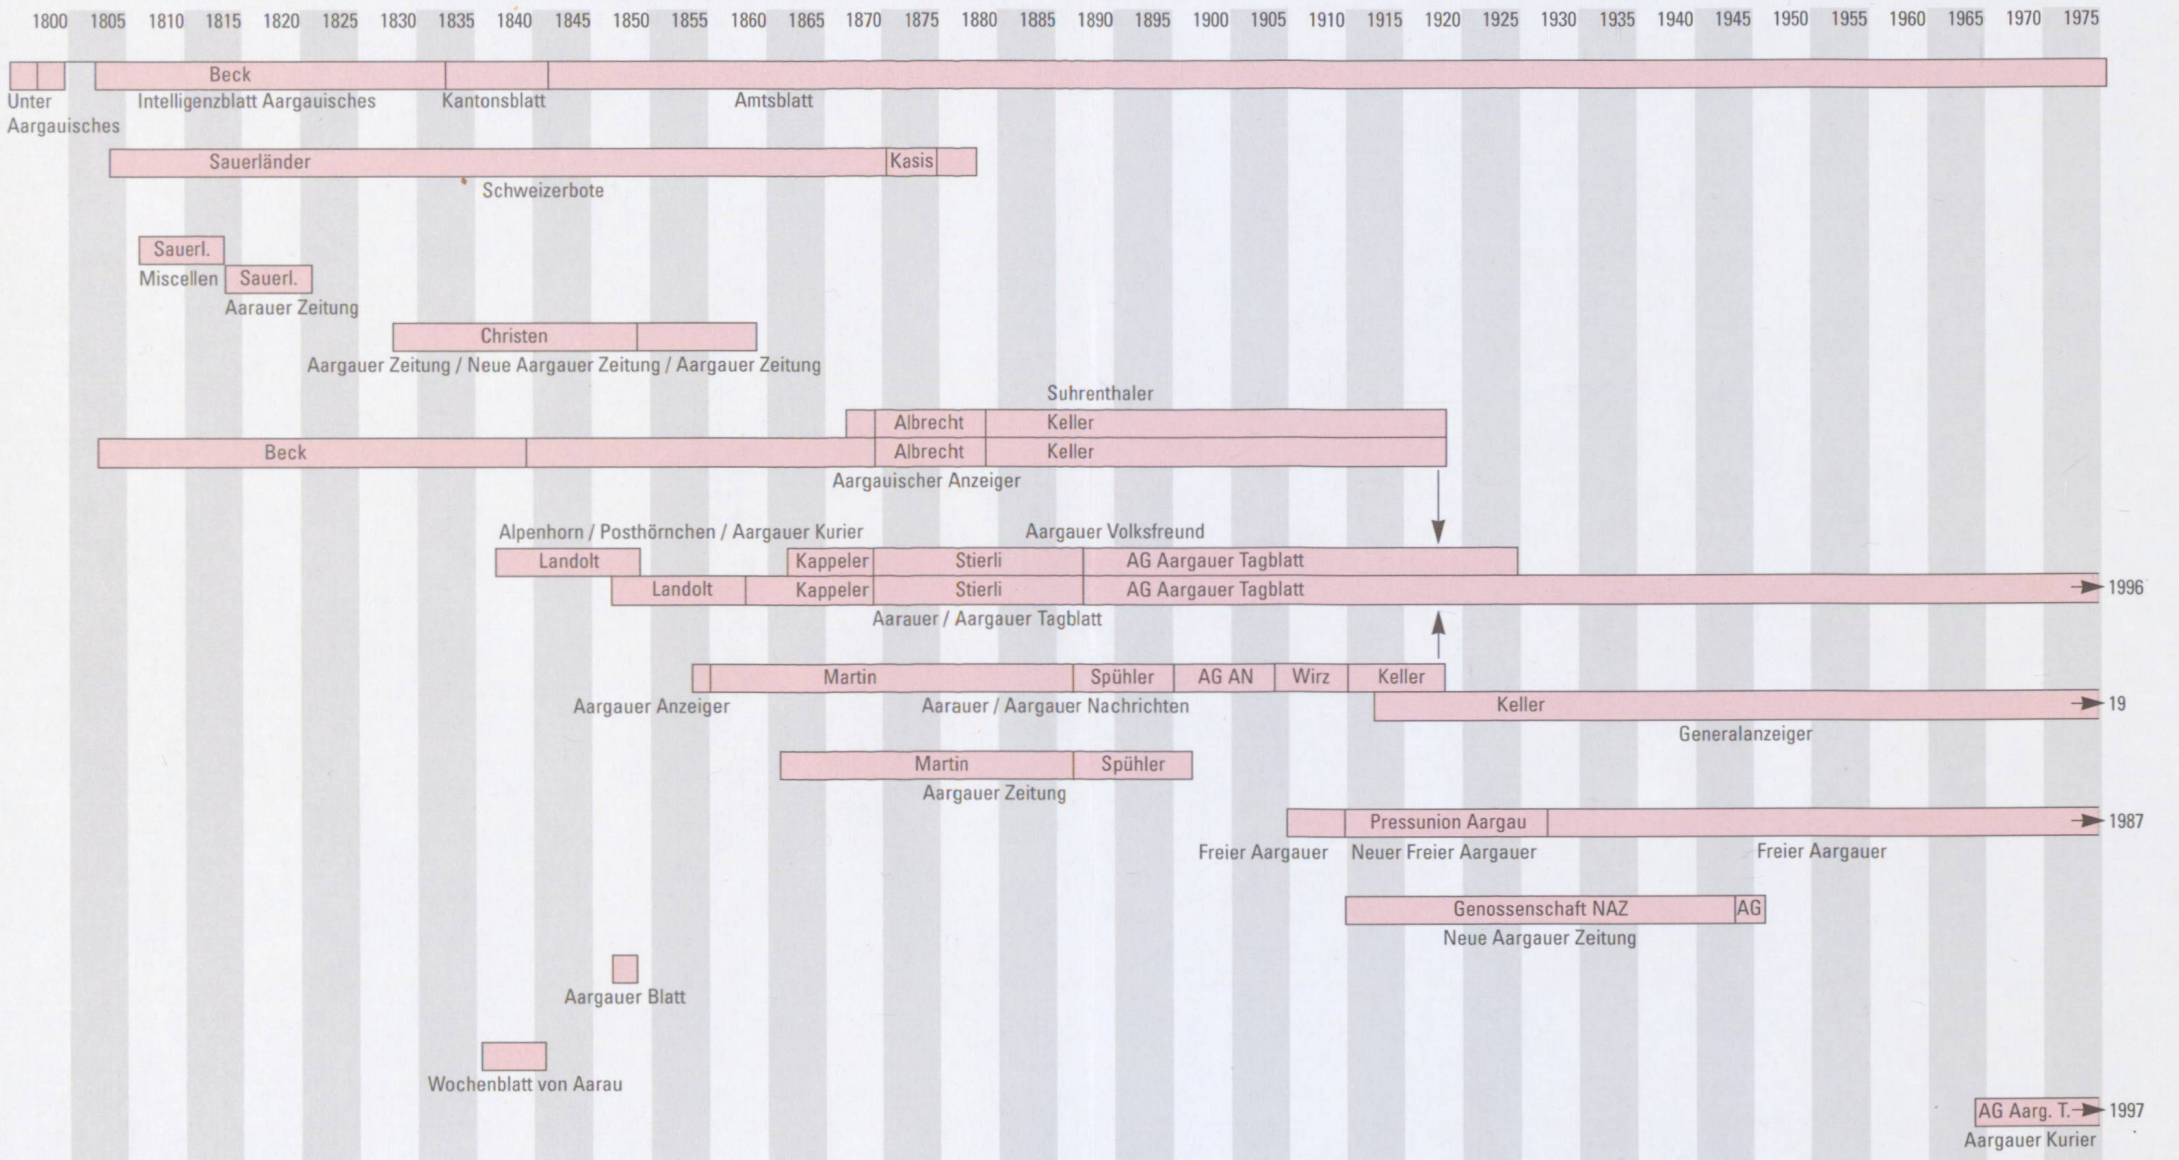 1800 1805 1810 1815 1820 1825 1830 1835 1840 1845 1850 1855 1860 1865 1870 1875 1880 1885 1890 1895 1900 1905 1910 1915 1920 1925 1930 1935 1940 1945 1950 1955 1960 1965 1970 1975
Beck
Unter Intelligenzblatt Aargauisches Kantonsblatt Amtsblatt
Aargauisches
Sauerländer Kasis
Schweizerbote
Sauerl.
Miscellen Sauerl.
Aarauer Zeitung
Christen
Aargauer Zeitung / Neue Aargauer Zeitung / Aargauer Zeitung
Suhrenthaler
Albrecht Keller
Beck Albrecht Keller
Aargauischer Anzeiger
Alpenhorn / Posthörnchen / Aargauer Kurier Aargauer Volksfreund
Landolt Kappeler Stierli AG Aargauer Tagblatt
Landolt Kappeler Stierli AG Aargauer Tagblatt 1996
Aarauer / Aargauer Tagblatt
Martin Spühler AG AN Wirz Keller
Aargauer Anzeiger Aarauer / Aargauer Nachrichten Keller 19
Generalanzeiger
Martin Spühler
Aargauer Zeitung
Pressunion Aargau 1987
Freier Aargauer Neuer Freier Aargauer Freier Aargauer
Genossenschaft NAZ AG
Neue Aargauer Zeitung
Aargauer Blatt
Wochenblatt von Aarau
AG Aarg. T. 1997
Aargauer Kurier